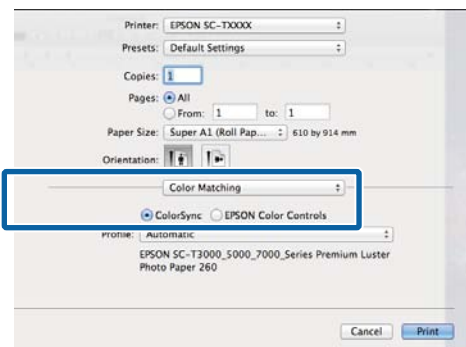 Printer: EPSON SC-TXXXX
Presets: Default Settings
Copies: 1
Pages: All
From: 1 to: 1
Paper Size: Super A1 (Roll Pap... 610 by 914 mm
Orientation:
Color Matching
ColorSync EPSON Color Controls
Profile: Automatic
EPSON SC-T3000_5000_7000_Series Premium Luster
Photo Paper 260
Cancel Print